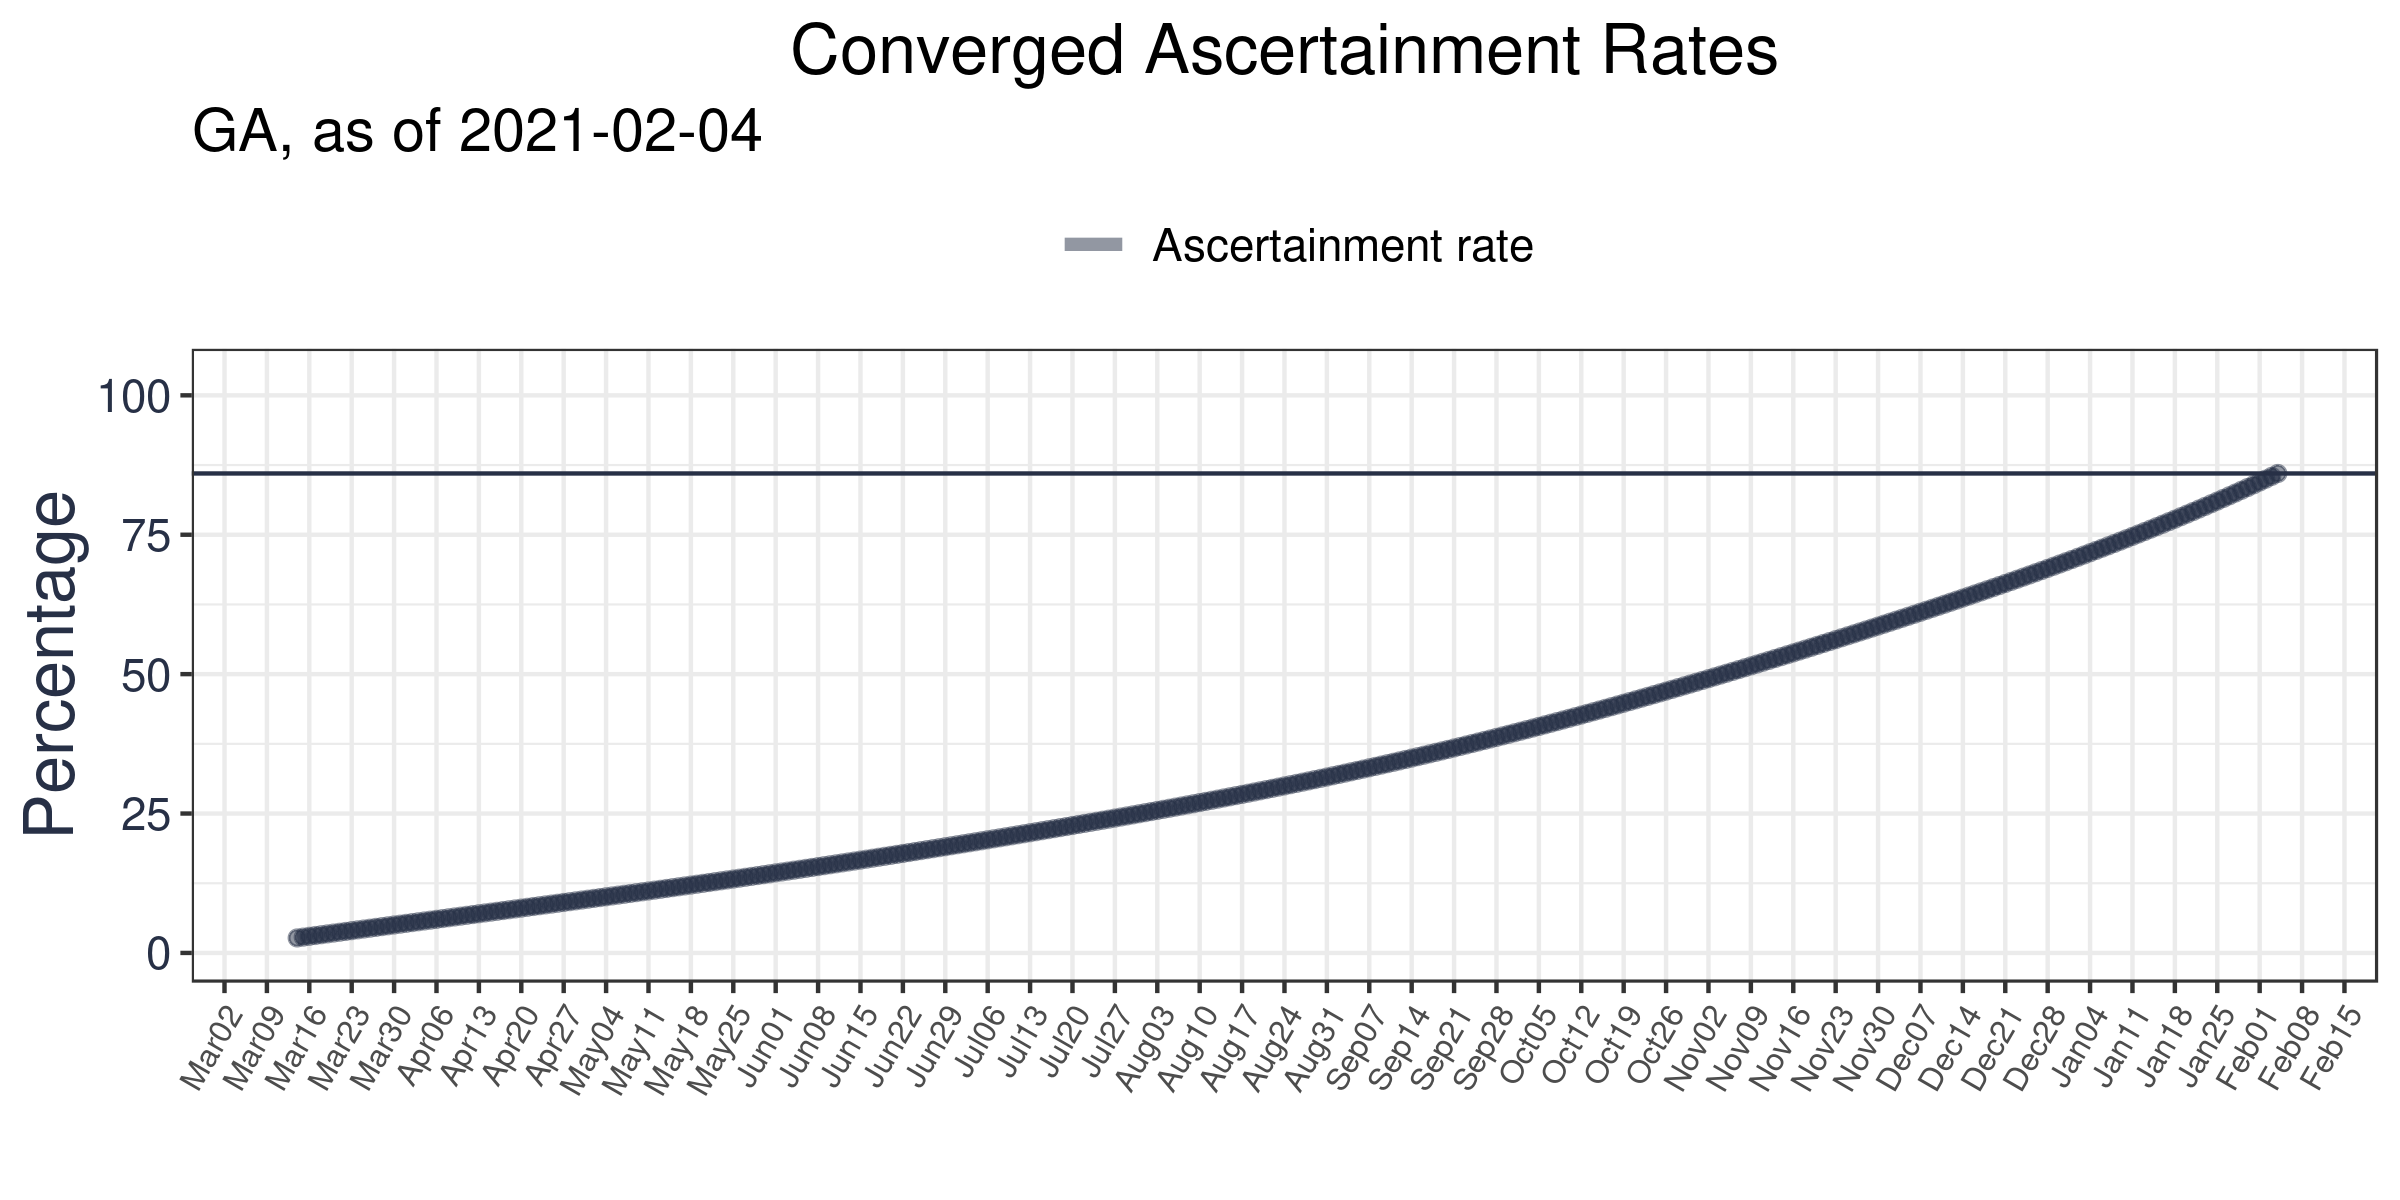 Converged Ascertainment Rates
GA, as of 2021-02-04
Ascertainment rate
Percentage
100
75
50
25
0
Mar02
Mar09
Mar16
Mar23
Mar30
Apr06
Apr13
Apr20
Apr27
May04
May11
May18
May25
Jun01
Jun08
Jun15
Jun22
Jun29
Jul06
Jul13
Jul20
Jul27
Aug03
Aug10
Aug17
Aug24
Aug31
Sep07
Sep14
Sep21
Sep28
Oct05
Oct12
Oct19
Oct26
Nov02
Nov09
Nov16
Nov23
Nov30
Dec07
Dec14
Dec21
Dec28
Jan04
Jan11
Jan18
Jan25
Feb01
Feb08
Feb15